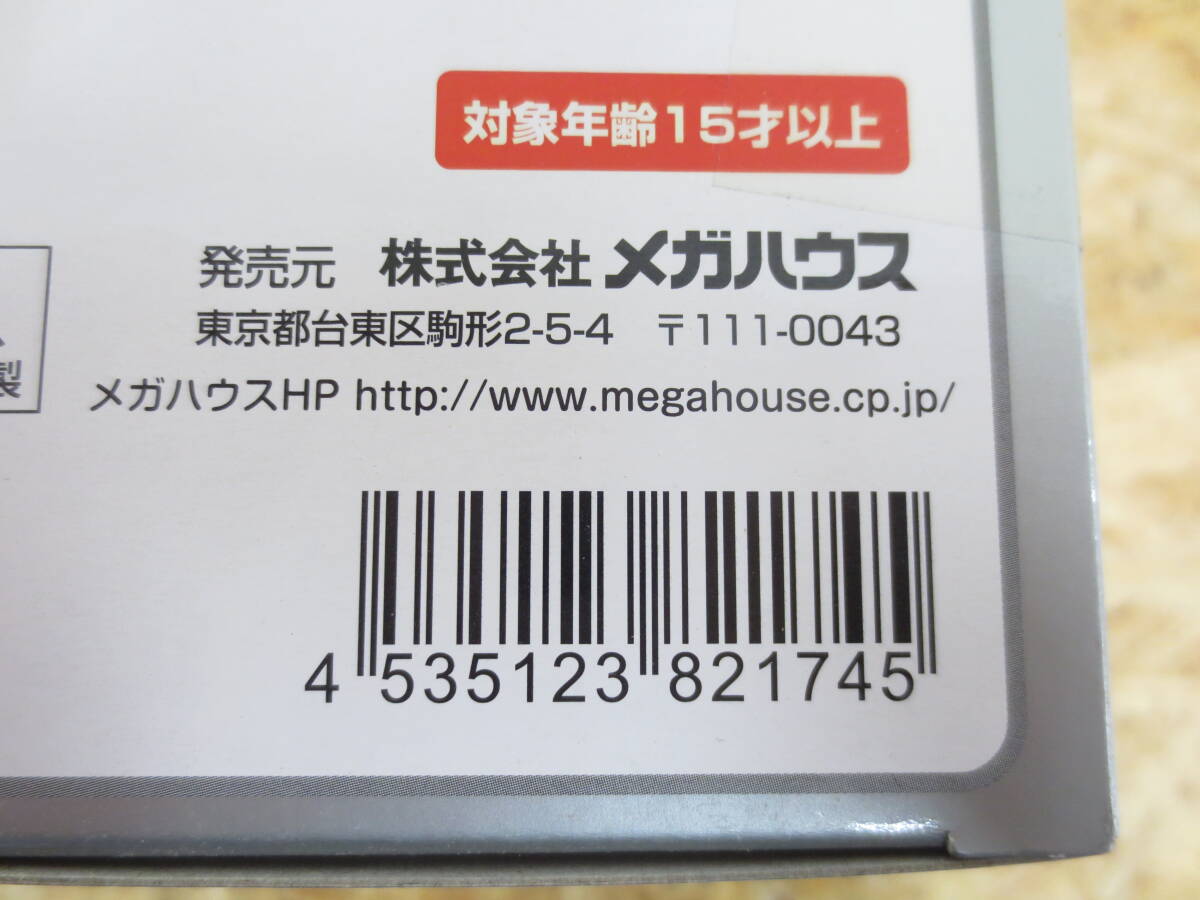 対象年齢15才以上
発売元 株式会社 メガハウス
東京都台東区駒形2-5-4 〒111-0043
製
メガハウスHP http://www.megahouse.cp.jp/
4 535123 821745